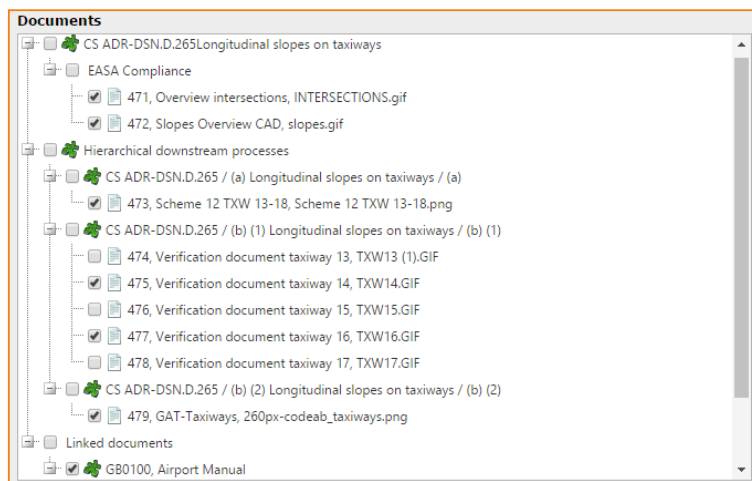 Documents
CS ADR-DSN.D.265Longitudinal slopes on taxiways
EASA Compliance
471, Overview intersections, INTERSECTIONS.gif
472, Slopes Overview CAD, slopes.gif
Hierarchical downstream processes
CS ADR-DSN.D.265 / (a) Longitudinal slopes on taxiways / (a)
473, Scheme 12 TXW 13-18, Scheme 12 TXW 13-18.png
CS ADR-DSN.D.265 / (b) (1) Longitudinal slopes on taxiways / (b) (1)
474, Verification document taxiway 13, TXW13 (1).GIF
475, Verification document taxiway 14, TXW14.GIF
476, Verification document taxiway 15, TXW15.GIF
477, Verification document taxiway 16, TXW16.GIF
478, Verification document taxiway 17, TXW17.GIF
CS ADR-DSN.D.265 / (b) (2) Longitudinal slopes on taxiways / (b) (2)
479, GAT-Taxiways, 260px-codeab_taxiways.png
Linked documents
GB0100, Airport Manual